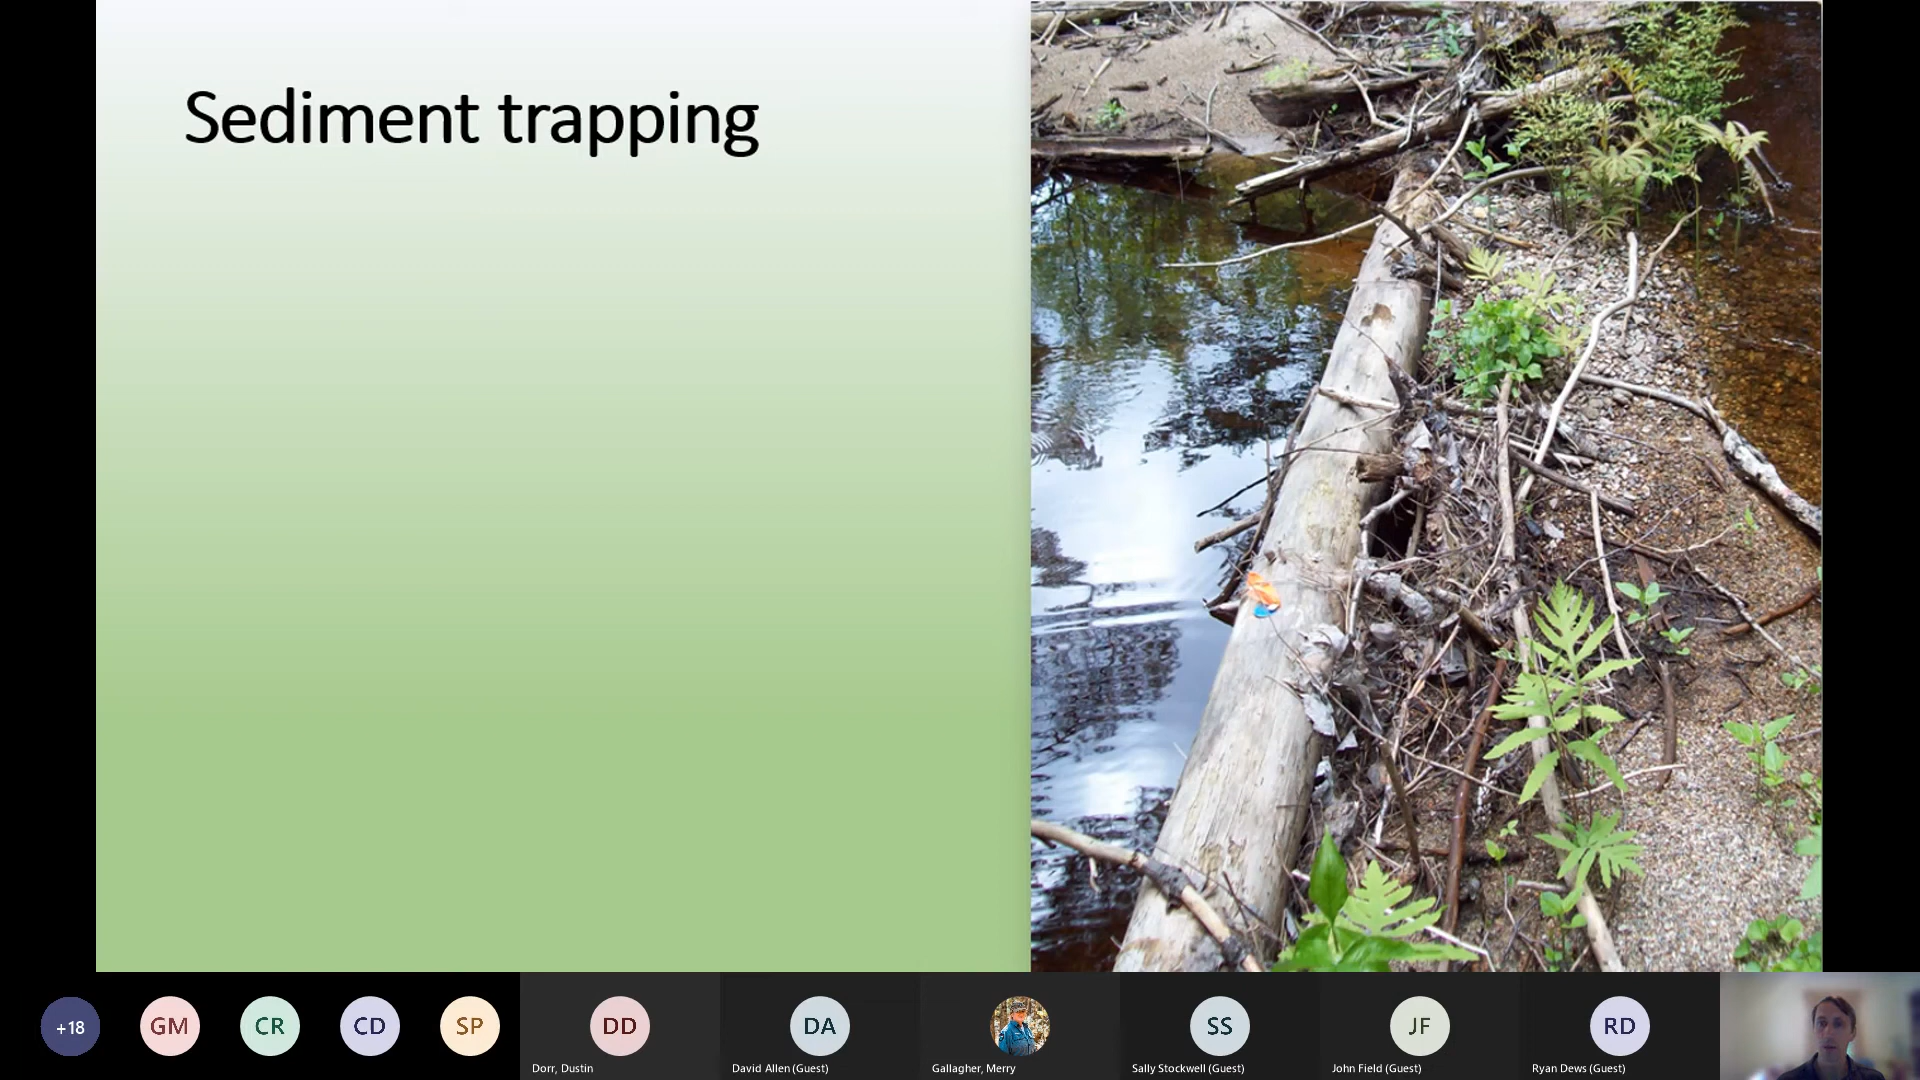 Sediment trapping
+18
GM
CR
CD
SP
DD
DA
SS
JF
RD
Dorr, Dustin
David Allen (Guest)
Gallagher, Merry
Sally Stockwell (Guest)
John Field (Guest)
Ryan Dews (Guest)